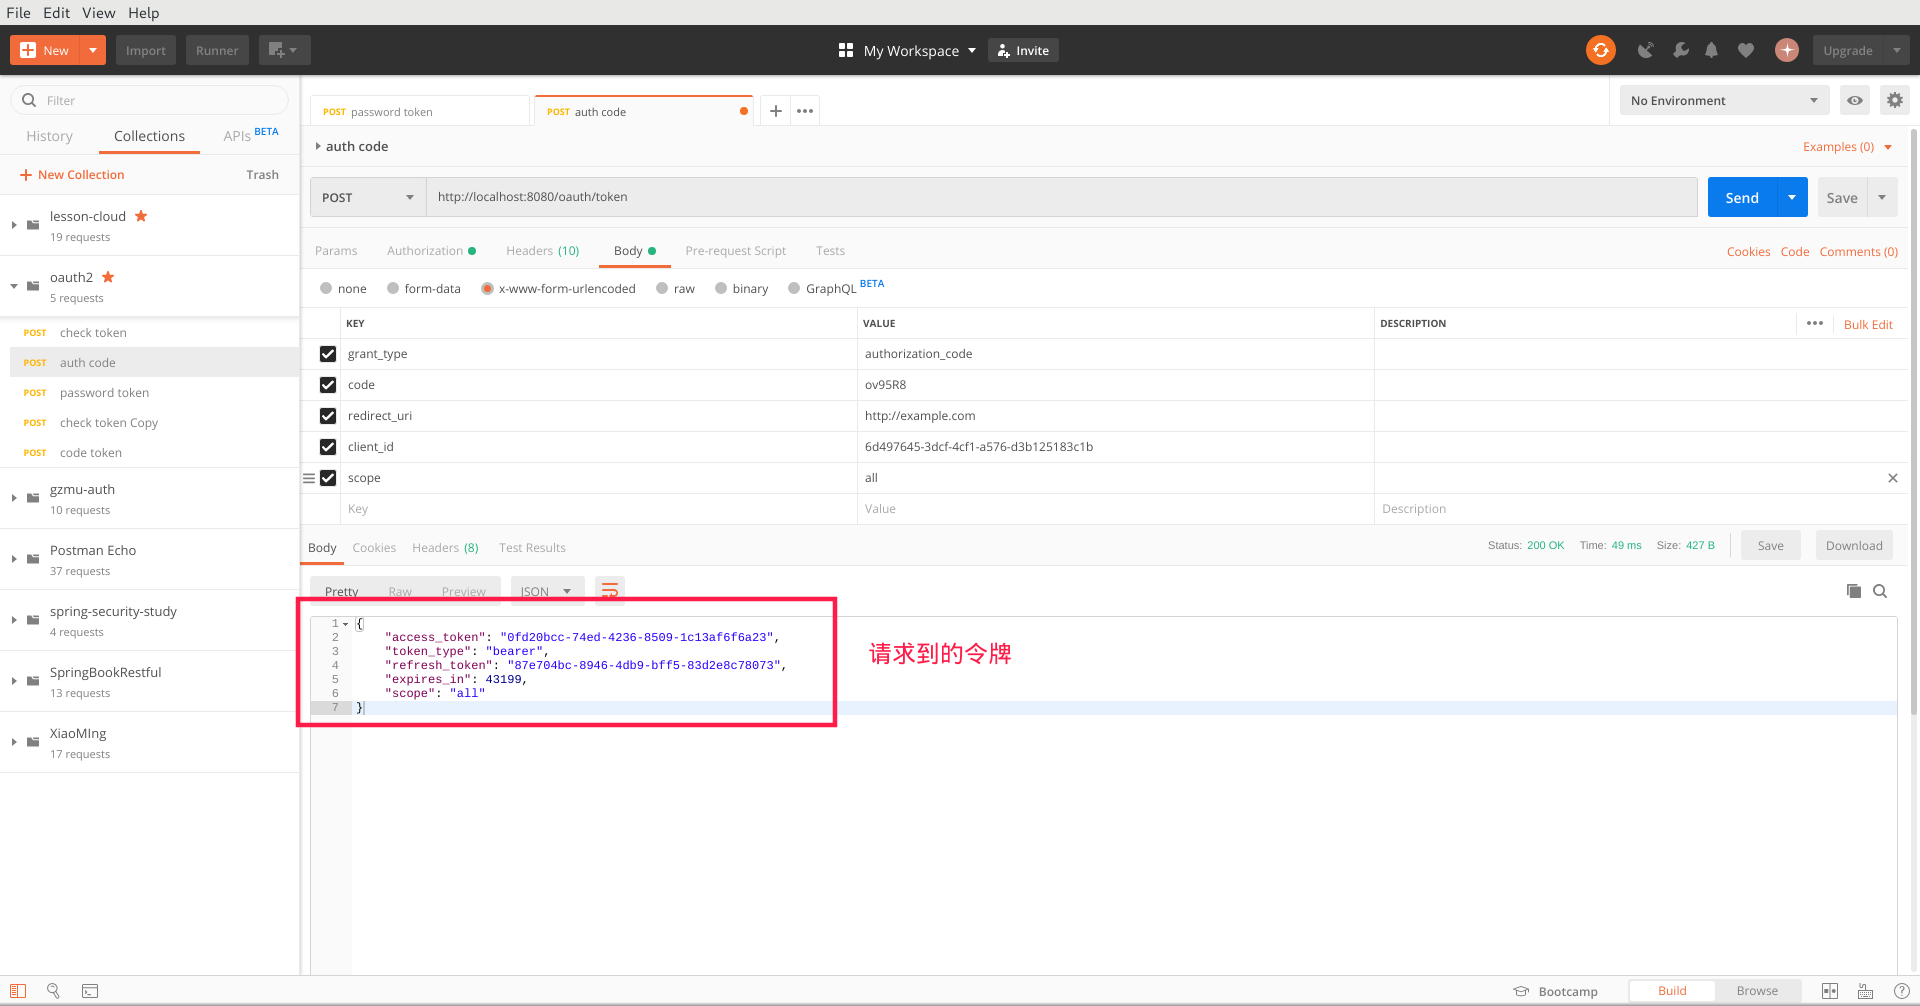 File Edit View Help
New Import Runner My Workspace Invite Upgrade
Filter
History Collections APIs BETA
New Collection Trash
lesson-cloud
19 requests
oauth2
5 requests
POST check token
POST auth code
POST password token
POST check token Copy
POST code token
gzmu-auth
10 requests
Postman Echo
37 requests
spring-security-study
4 requests
SpringBookRestful
13 requests
XiaoMIng
17 requests
POST password token POST auth code No Environment
auth code Examples (0)
POST http://localhost:8080/oauth/token Send Save
Params Authorization Headers (10) Body Pre-request Script Tests Cookies Code Comments (0)
none form-data x-www-form-urlencoded raw binary GraphQL BETA
KEY VALUE DESCRIPTION Bulk Edit
grant_type authorization_code
code ov95R8
redirect_uri http://example.com
client_id 6d497645-3dcf-4cf1-a576-d3b125183c1b
scope all
Key Value Description
Body Cookies Headers (8) Test Results Status: 200 OK Time: 49 ms Size: 427 B Save Download
Pretty Raw Preview JSON
1 {
2 "access_token": "0fd20bcc-74ed-4236-8509-1c13af6f6a23",
3 "token_type": "bearer",
4 "refresh_token": "87e704bc-8946-4db9-bff5-83d2e8c78073",
5 "expires_in": 43199,
6 "scope": "all"
7 }
请求到的令牌
Bootcamp Build Browse